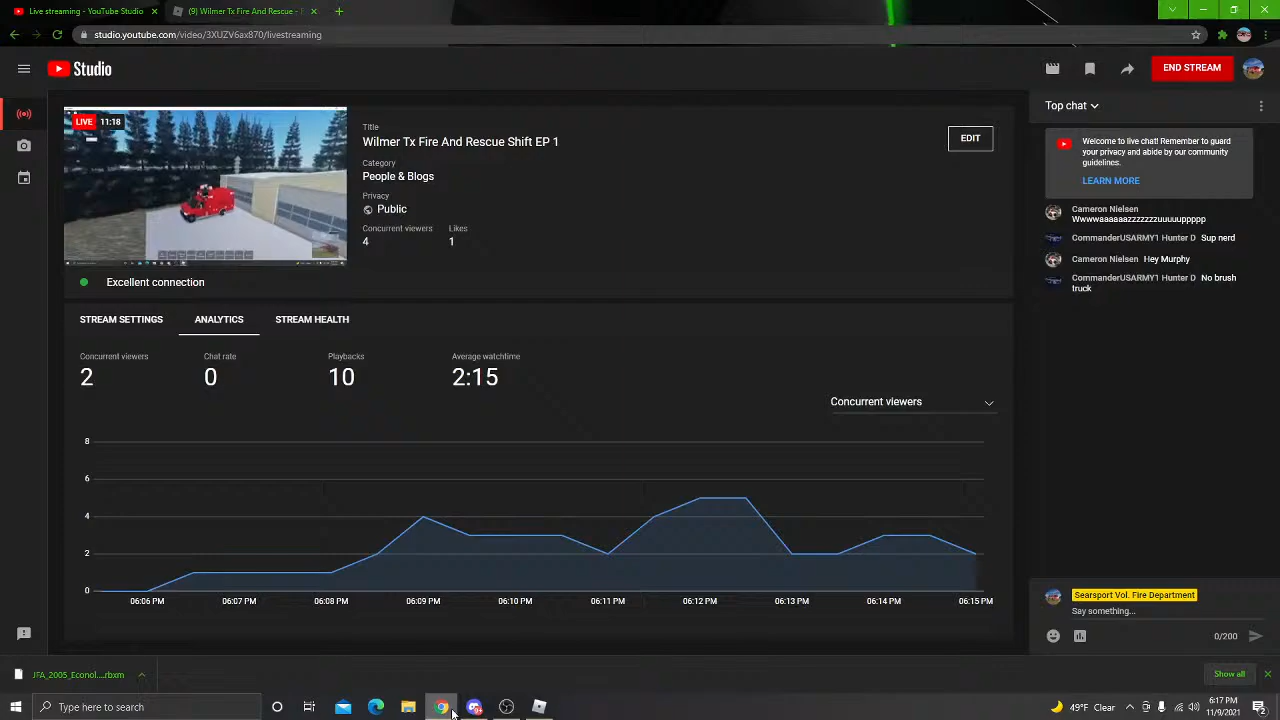 Live streaming - YouTube Studio
(9) Wilmer Tx Fire And Rescue - 
studio.youtube.com/video/3XUZV6ax870/livestreaming
Studio
END STREAM
LIVE 11:18
Title
Wilmer Tx Fire And Rescue Shift EP 1
EDIT
Category
People & Blogs
Privacy
Public
Concurrent viewers Likes
4 1
Excellent connection
STREAM SETTINGS ANALYTICS STREAM HEALTH
Concurrent viewers Chat rate Playbacks Average watchtime
2 0 10 2:15
Concurrent viewers
8
6
4
2
0
06:06 PM 06:07 PM 06:08 PM 06:09 PM 06:10 PM 06:11 PM 06:12 PM 06:13 PM 06:14 PM 06:15 PM
Top chat
Welcome to live chat! Remember to guard
your privacy and abide by our community
guidelines.
LEARN MORE
Cameron Nielsen
Wwwwaaaaaazzzzzzzuuuuupppp
CommanderUSARMY1 Hunter D Sup nerd
Cameron Nielsen Hey Murphy
CommanderUSARMY1 Hunter D No brush
truck
Searsport Vol. Fire Department
Say something...
0/200
JFA_2005_Econol....rbxm
Show all
Type here to search
49°F Clear
6:17 PM
11/9/2021
2